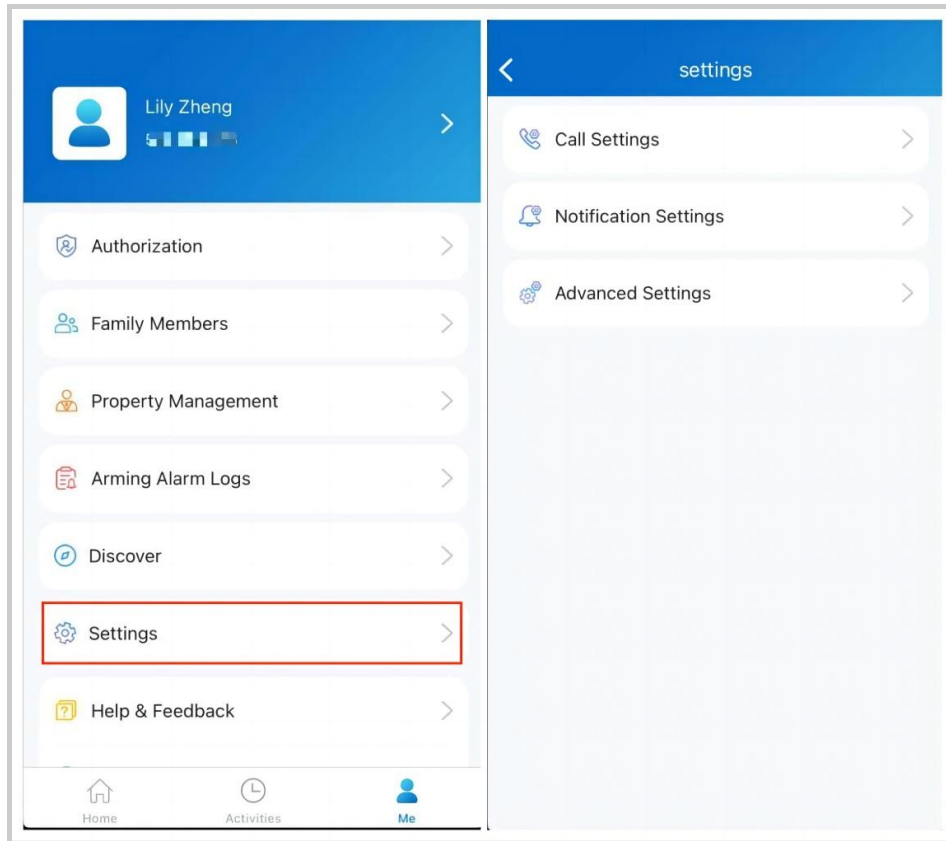 Lily Zheng
Authorization
Family Members
Property Management
Arming Alarm Logs
Discover
Settings
Help & Feedback
Home
Activities
Me
settings
Call Settings
Notification Settings
Advanced Settings